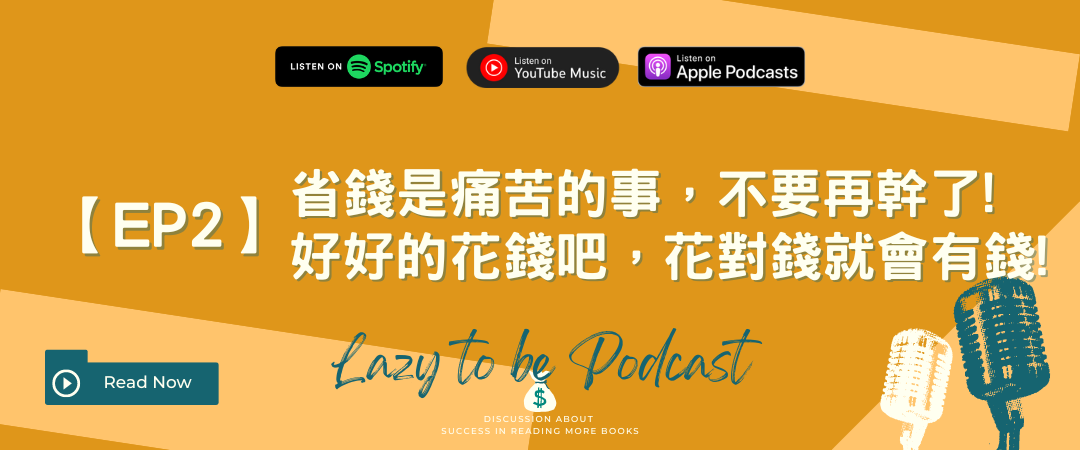 LISTEN ON Spotify
Listen on
YouTube Music
Listen on
Apple Podcasts
【EP2】
省錢是痛苦的事，不要再幹了!
好好的花錢吧，花對錢就會有錢!
Lazy to be Podcast
$
Read Now
DISCUSSION ABOUT
SUCCESS IN READING MORE BOOKS